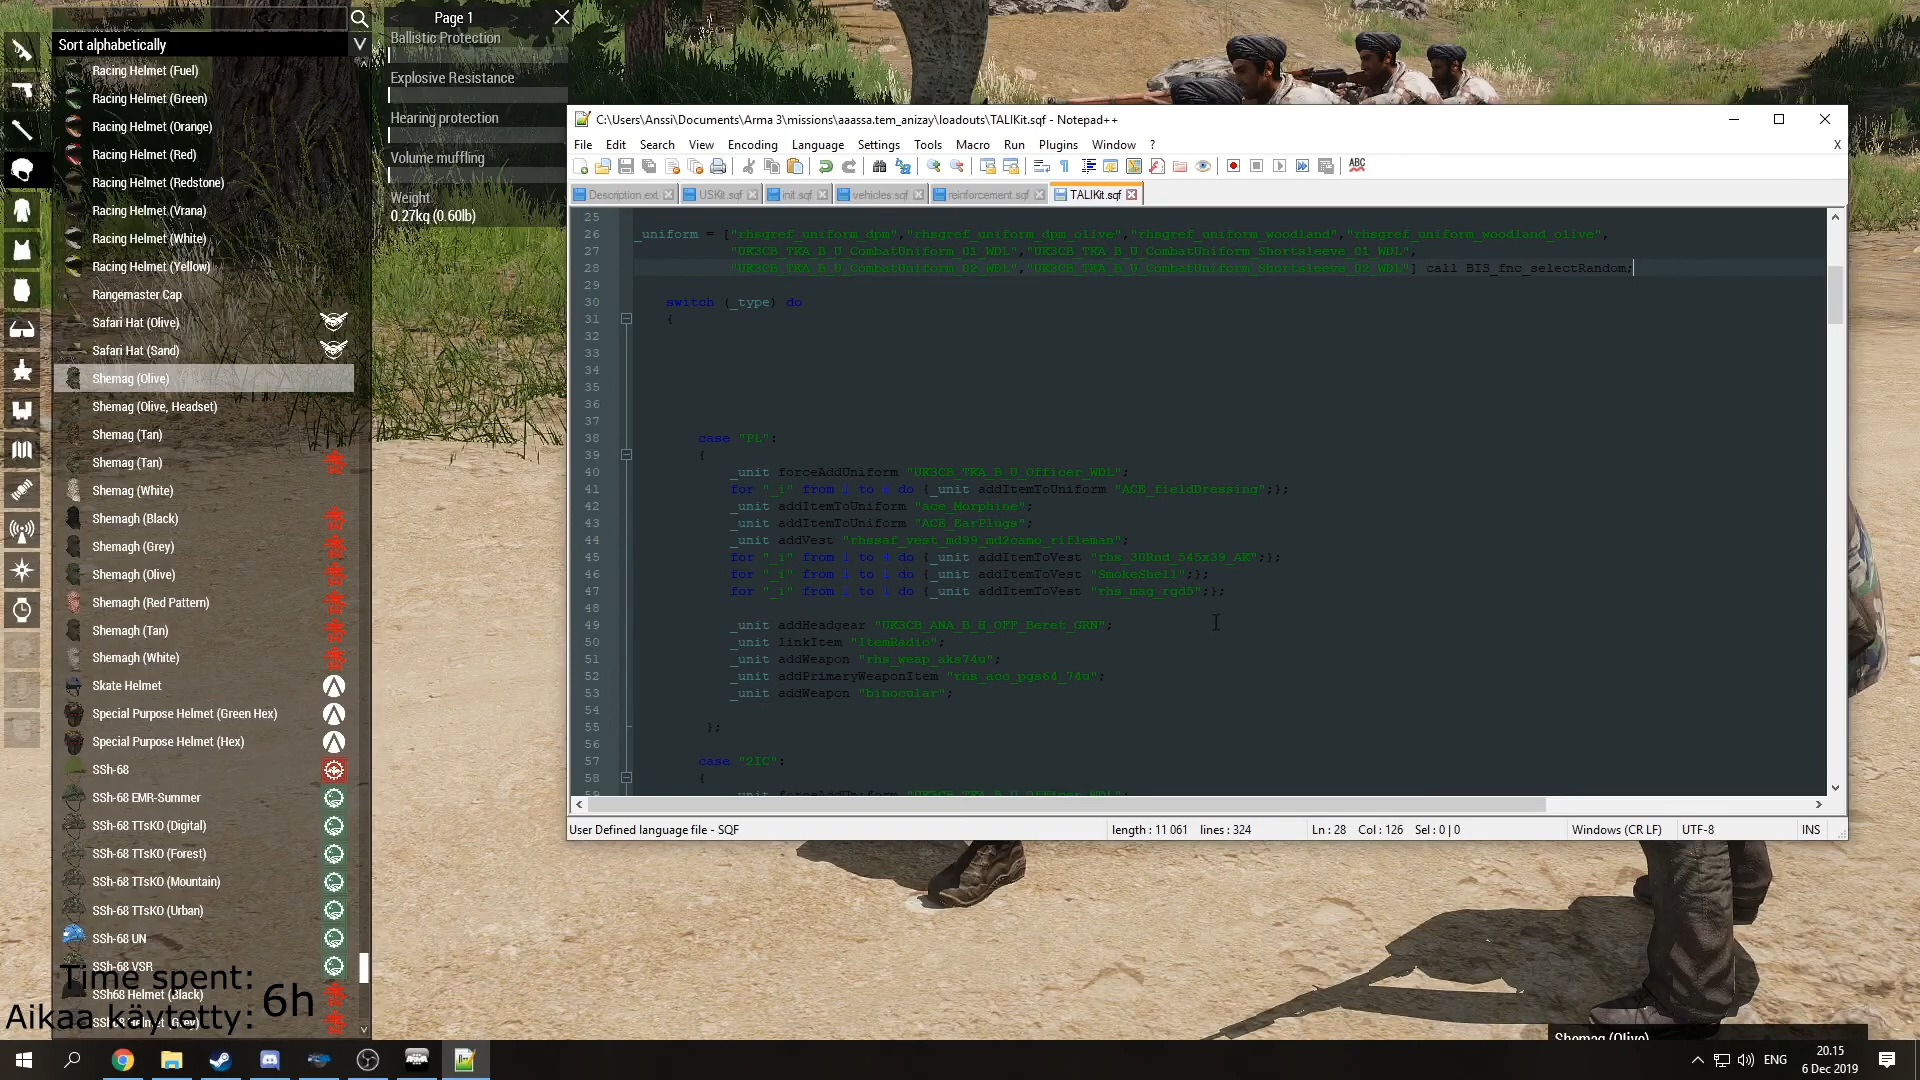 Sort alphabetically
V
Racing Helmet (Fuel)
Racing Helmet (Green)
Racing Helmet (Orange)
Racing Helmet (Red)
Racing Helmet (Redstone)
Racing Helmet (Vrana)
Racing Helmet (White)
Racing Helmet (Yellow)
Rangemaster Cap
Safari Hat (Olive)
Safari Hat (Sand)
Shemag (Olive)
Shemag (Olive, Headset)
Shemag (Tan)
Shemag (Tan)
Shemag (White)
Shemagh (Black)
Shemagh (Grey)
Shemagh (Olive)
Shemagh (Red Pattern)
Shemagh (Tan)
Shemagh (White)
Skate Helmet
Special Purpose Helmet (Green Hex)
Special Purpose Helmet (Hex)
SSh-68
SSh-68 EMR-Summer
SSh-68 TTsKO (Digital)
SSh-68 TTsKO (Forest)
SSh-68 TTsKO (Mountain)
SSh-68 TTsKO (Urban)
SSh-68 UN
SSh-68 VSR
SSh68 Helmet (Black)
SSh68 Helmet (Grey)
Time spent:
Aikaa käytetty:
6h
< Page 1 >
Ballistic Protection
Explosive Resistance
Hearing protection
Volume muffling
Weight
0.27kg (0.60lb)
C:\Users\Anssi\Documents\Arma 3\missions\aaassa.tem_anizay\loadouts\TALIKit.sqf - Notepad++
File Edit Search View Encoding Language Settings Tools Macro Run Plugins Window ? X
Description.ext USKit.sqf init.sqf vehicles.sqf reinforcement.sqf TALIKit.sqf
25
26 _uniform = ["rhsgref_uniform_dpm","rhsgref_uniform_dpm_olive","rhsgref_uniform_woodland","rhsgref_uniform_woodland_olive",
27 "UK3CB_TKA_B_U_CombatUniform_01_WDL","UK3CB_TKA_B_U_CombatUniform_Shortsleeve_01_WDL",
28 "UK3CB_TKA_B_U_CombatUniform_02_WDL","UK3CB_TKA_B_U_CombatUniform_Shortsleeve_02_WDL"] call BIS_fnc_selectRandom;
29
30 switch (_type) do
31 {
32
33
34
35
36
37
38 case "PL":
39 {
40 _unit forceAddUniform "UK3CB_TKA_B_U_Officer_WDL";
41 for "_i" from 1 to do {_unit addItemToUniform "ACE_fieldDressing";};
42 _unit addItemToUniform "ace_Morphine";
43 _unit addItemToUniform "ACE_EarPlugs";
44 _unit addVest "rhssaf_vest_md99_md2camo_rifleman";
45 for "_i" from 1 to do {_unit addItemToVest "rhs_30Rnd_545x39_AK";};
46 for "_i" from 1 to 1 do {_unit addItemToVest "SmokeShell";};
47 for "_i" from 1 to 1 do {_unit addItemToVest "rhs_mag_rgd5";};
48
49 _unit addHeadgear "UK3CB_ANA_B_H_OFF_Beret_GRN";
50 _unit linkItem "ItemRadio";
51 _unit addWeapon "rhs_weap_aks74u";
52 _unit addPrimaryWeaponItem "rhs_acc_pgs64_74u";
53 _unit addWeapon "binocular";
54
55 };
56
57 case "2IC":
58 {
59 _unit forceAddUniform "UK3CB_TKA_B_U_Officer_WDL";
User Defined language file - SQF length : 11 061 lines : 324 Ln : 28 Col : 126 Sel : 0 | 0 Windows (CR LF) UTF-8 INS
Shemag (Olive)
ENG
20.15
6 Dec 2019